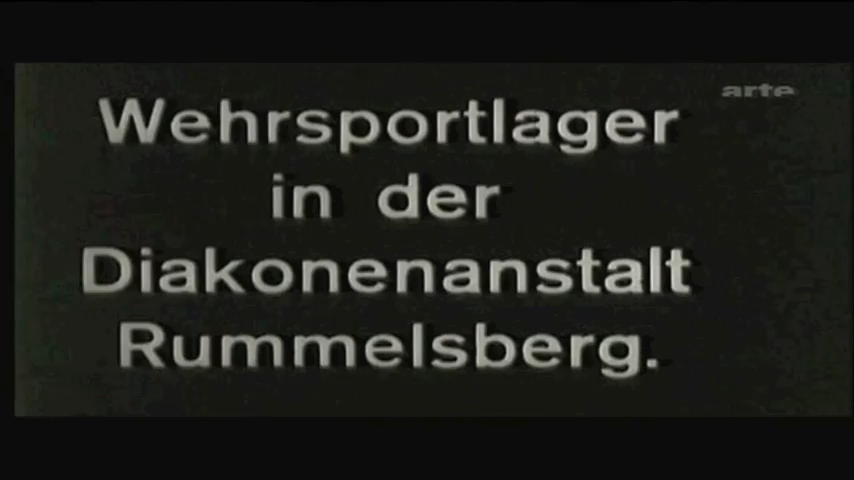 arte
Wehrsportlager
in der
Diakonenanstalt
Rummelsberg.